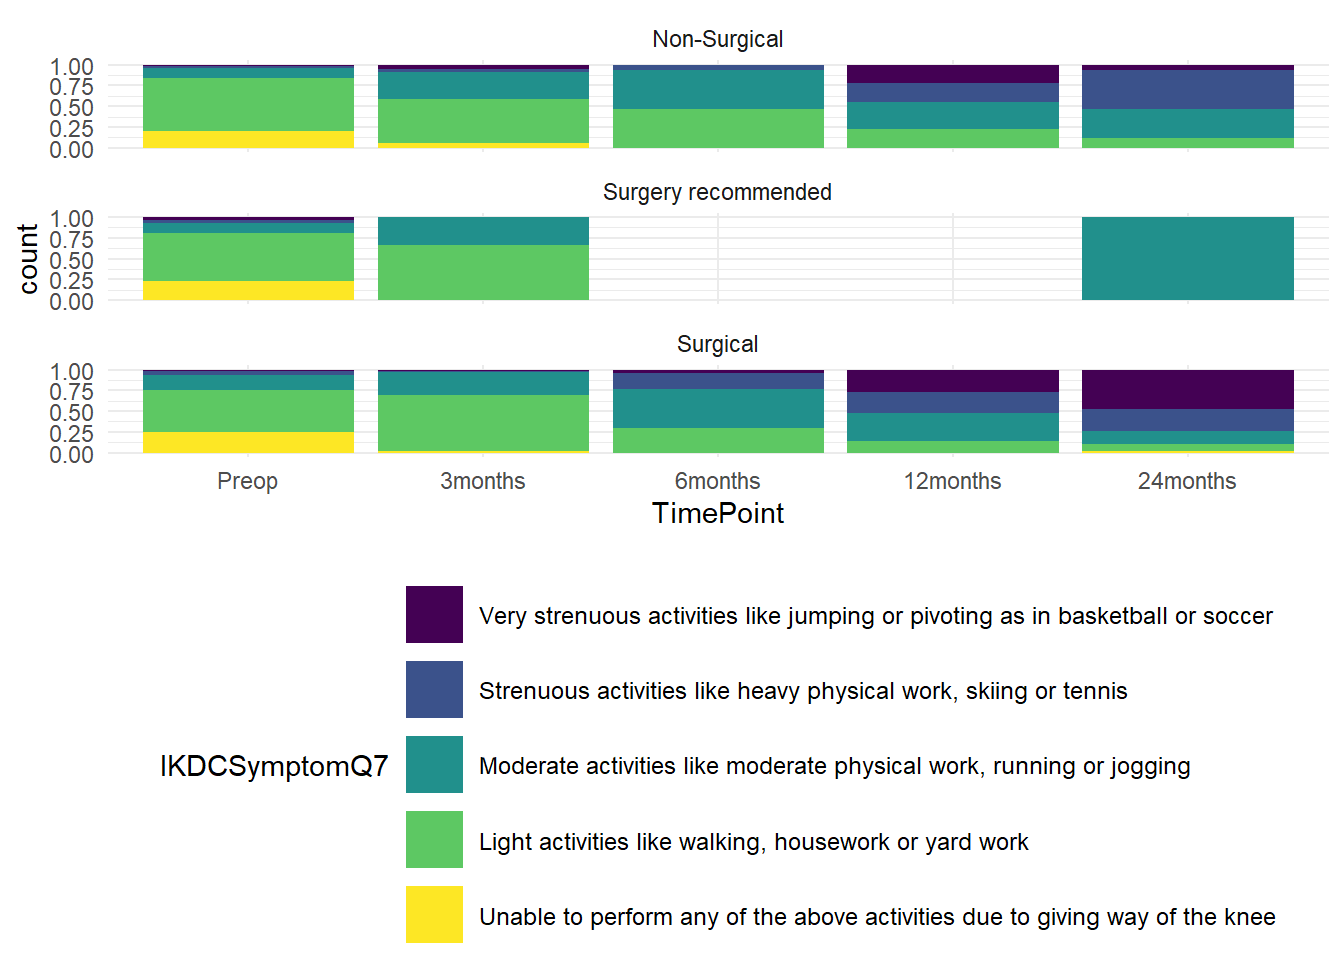 Non-Surgical
1.00
0.75
0.50
0.25
0.00
Surgery recommended
1.00
0.75
0.50
0.25
0.00
count
Surgical
1.00
0.75
0.50
0.25
0.00
Preop 3months 6months 12months 24months
TimePoint
IKDCSymptomQ7
Very strenuous activities like jumping or pivoting as in basketball or soccer
Strenuous activities like heavy physical work, skiing or tennis
Moderate activities like moderate physical work, running or jogging
Light activities like walking, housework or yard work
Unable to perform any of the above activities due to giving way of the knee